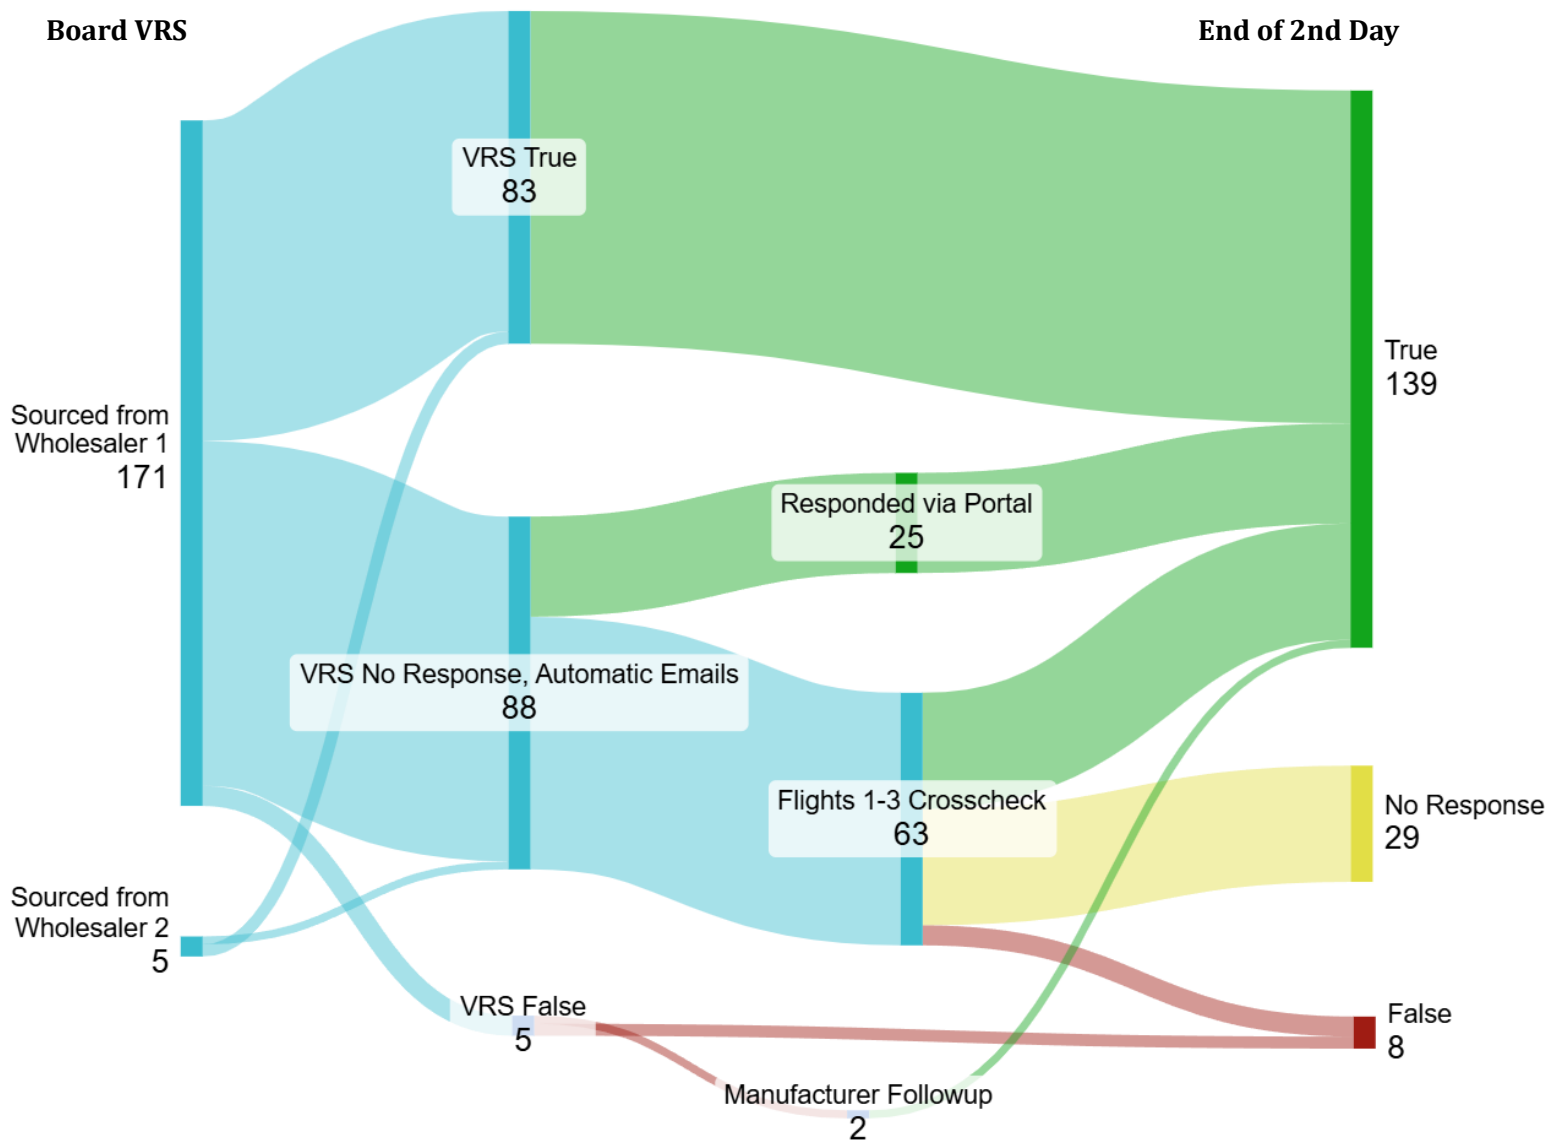 Board VRS
End of 2nd Day
VRS True
83
True
139
Sourced from
Wholesaler 1
171
Responded via Portal
25
VRS No Response, Automatic Emails
88
Flights 1-3 Crosscheck
63
No Response
29
Sourced from
Wholesaler 2
5
VRS False
5
False
8
Manufacturer Followup
2